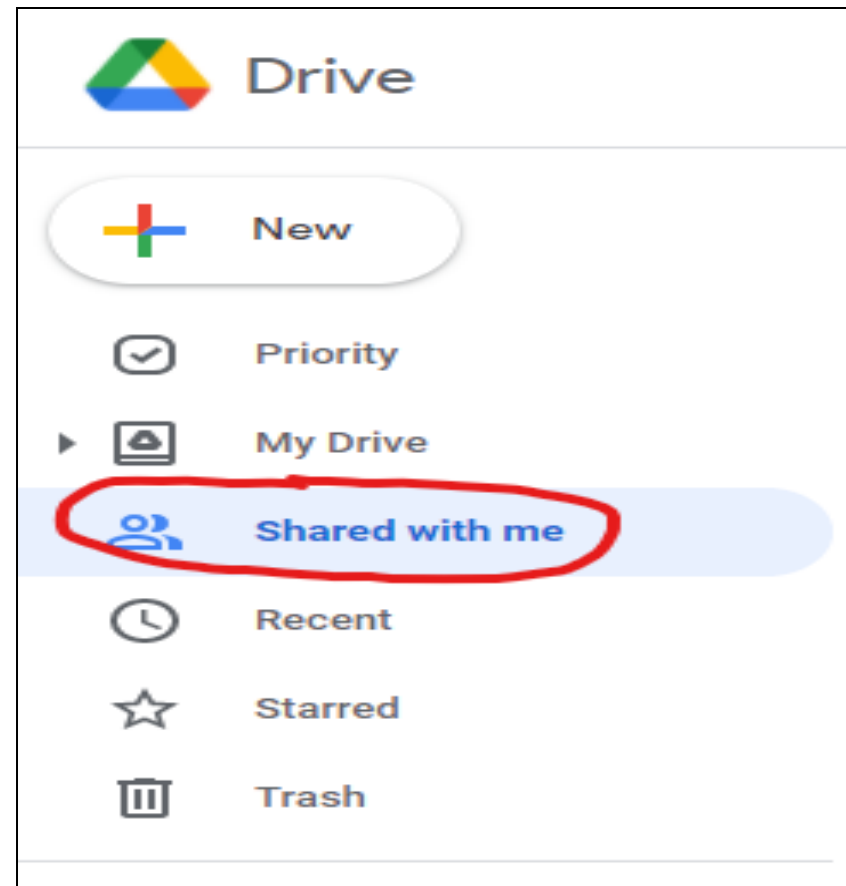 Drive
New
Priority
My Drive
Shared with me
Recent
Starred
Trash